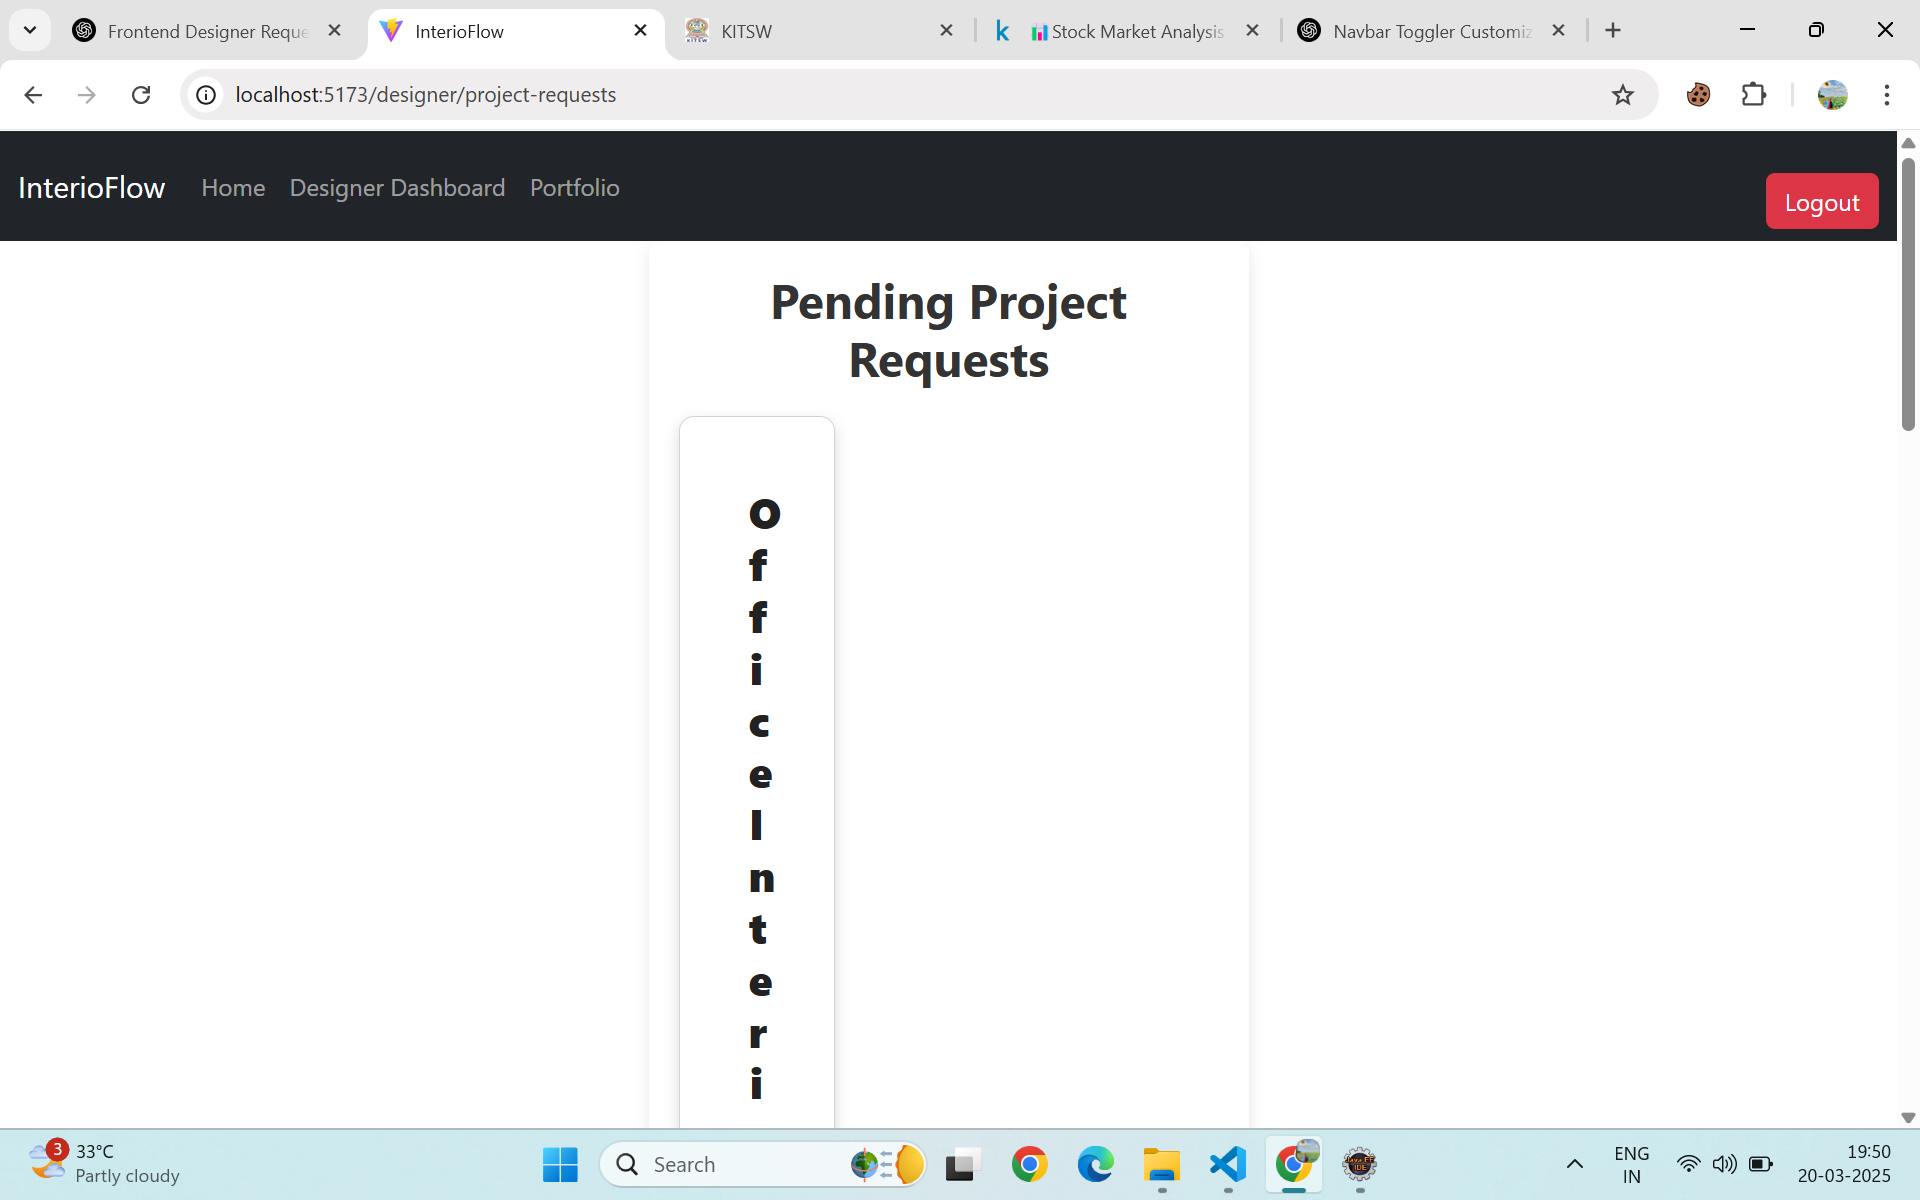 Frontend Designer Reque
InterioFlow
KITSW
Stock Market Analysis
Navbar Toggler Customiz
localhost:5173/designer/project-requests
InterioFlow
Home
Designer Dashboard
Portfolio
Logout
Pending Project
Requests
O
f
f
i
c
e
I
n
t
e
r
i
3
33°C
Partly cloudy
Search
ENG
IN
19:50
20-03-2025